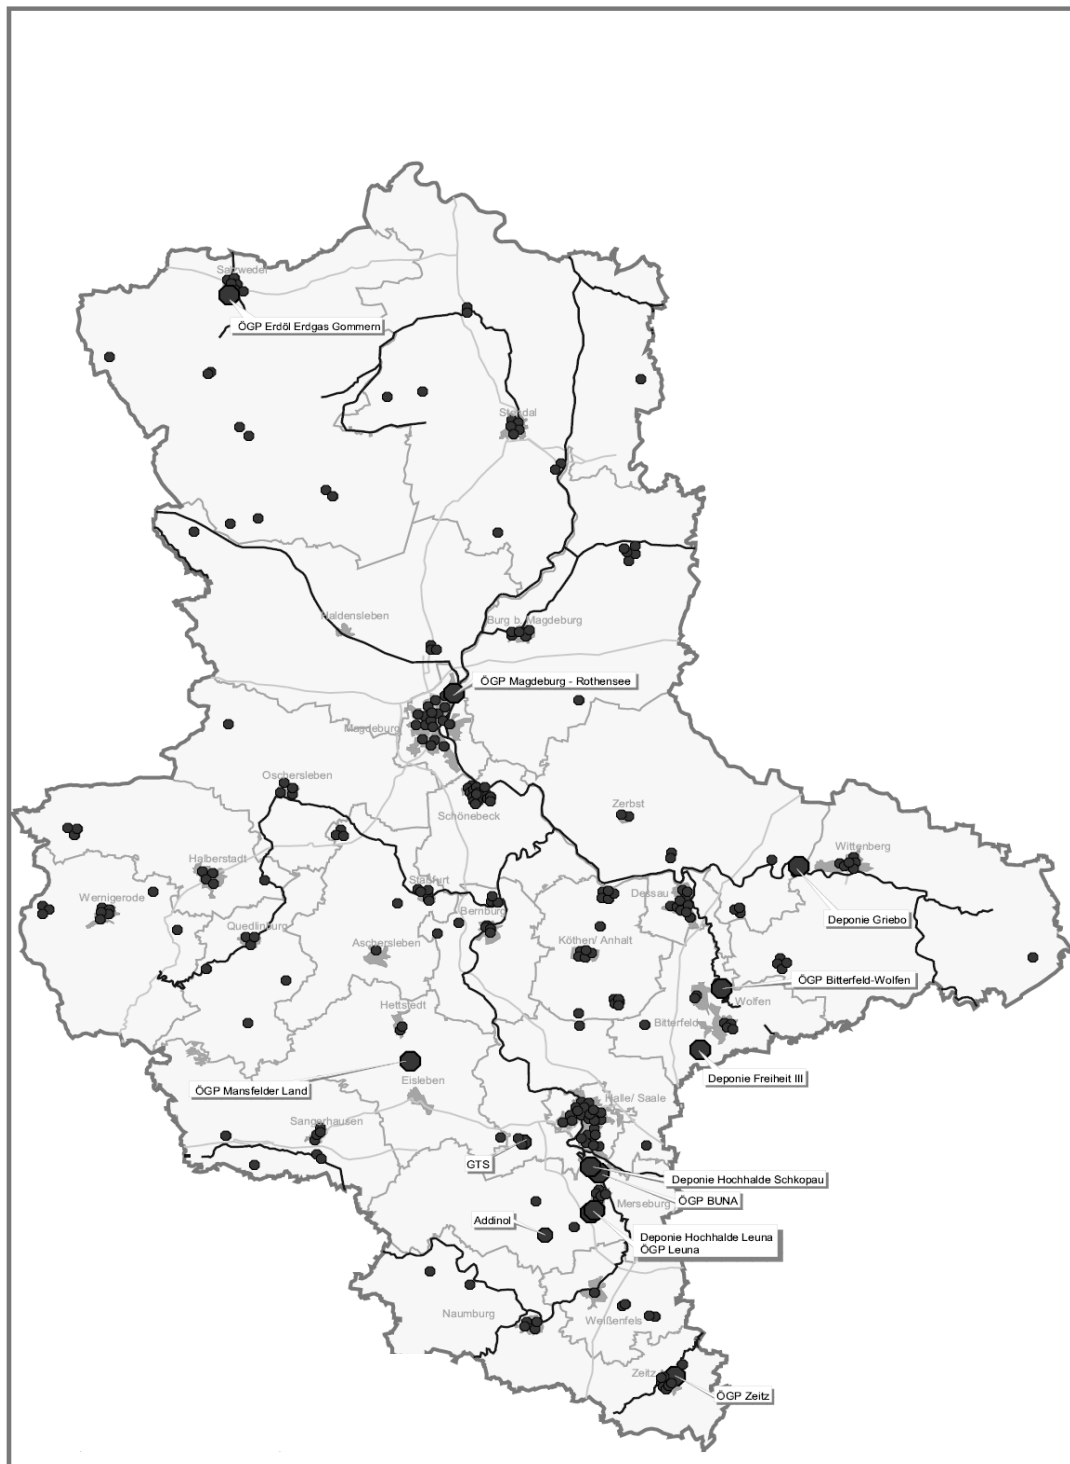 Salzwedel
ÖGP Erdöl Erdgas Gommern
Stendal
Haldensleben
Burg b. Magdeburg
ÖGP Magdeburg - Rothensee
Magdeburg
Oschersleben
Schönebeck
Zerbst
Halberstadt
Wittenberg
Wernigerode
Staßfurt
Dessau
Bernburg
Deponie Griebo
Quedlinburg
Aschersleben
Köthen/ Anhalt
ÖGP Bitterfeld-Wolfen
Hettstedt
Wolfen
Bitterfeld
Deponie Freiheit III
ÖGP Mansfelder Land
Eisleben
Halle/ Saale
Sangerhausen
GTS
Deponie Hochhalde Schkopau
ÖGP BUNA
Merseburg
Addinol
Deponie Hochhalde Leuna
ÖGP Leuna
Naumburg
Weißenfels
Zeitz
ÖGP Zeitz